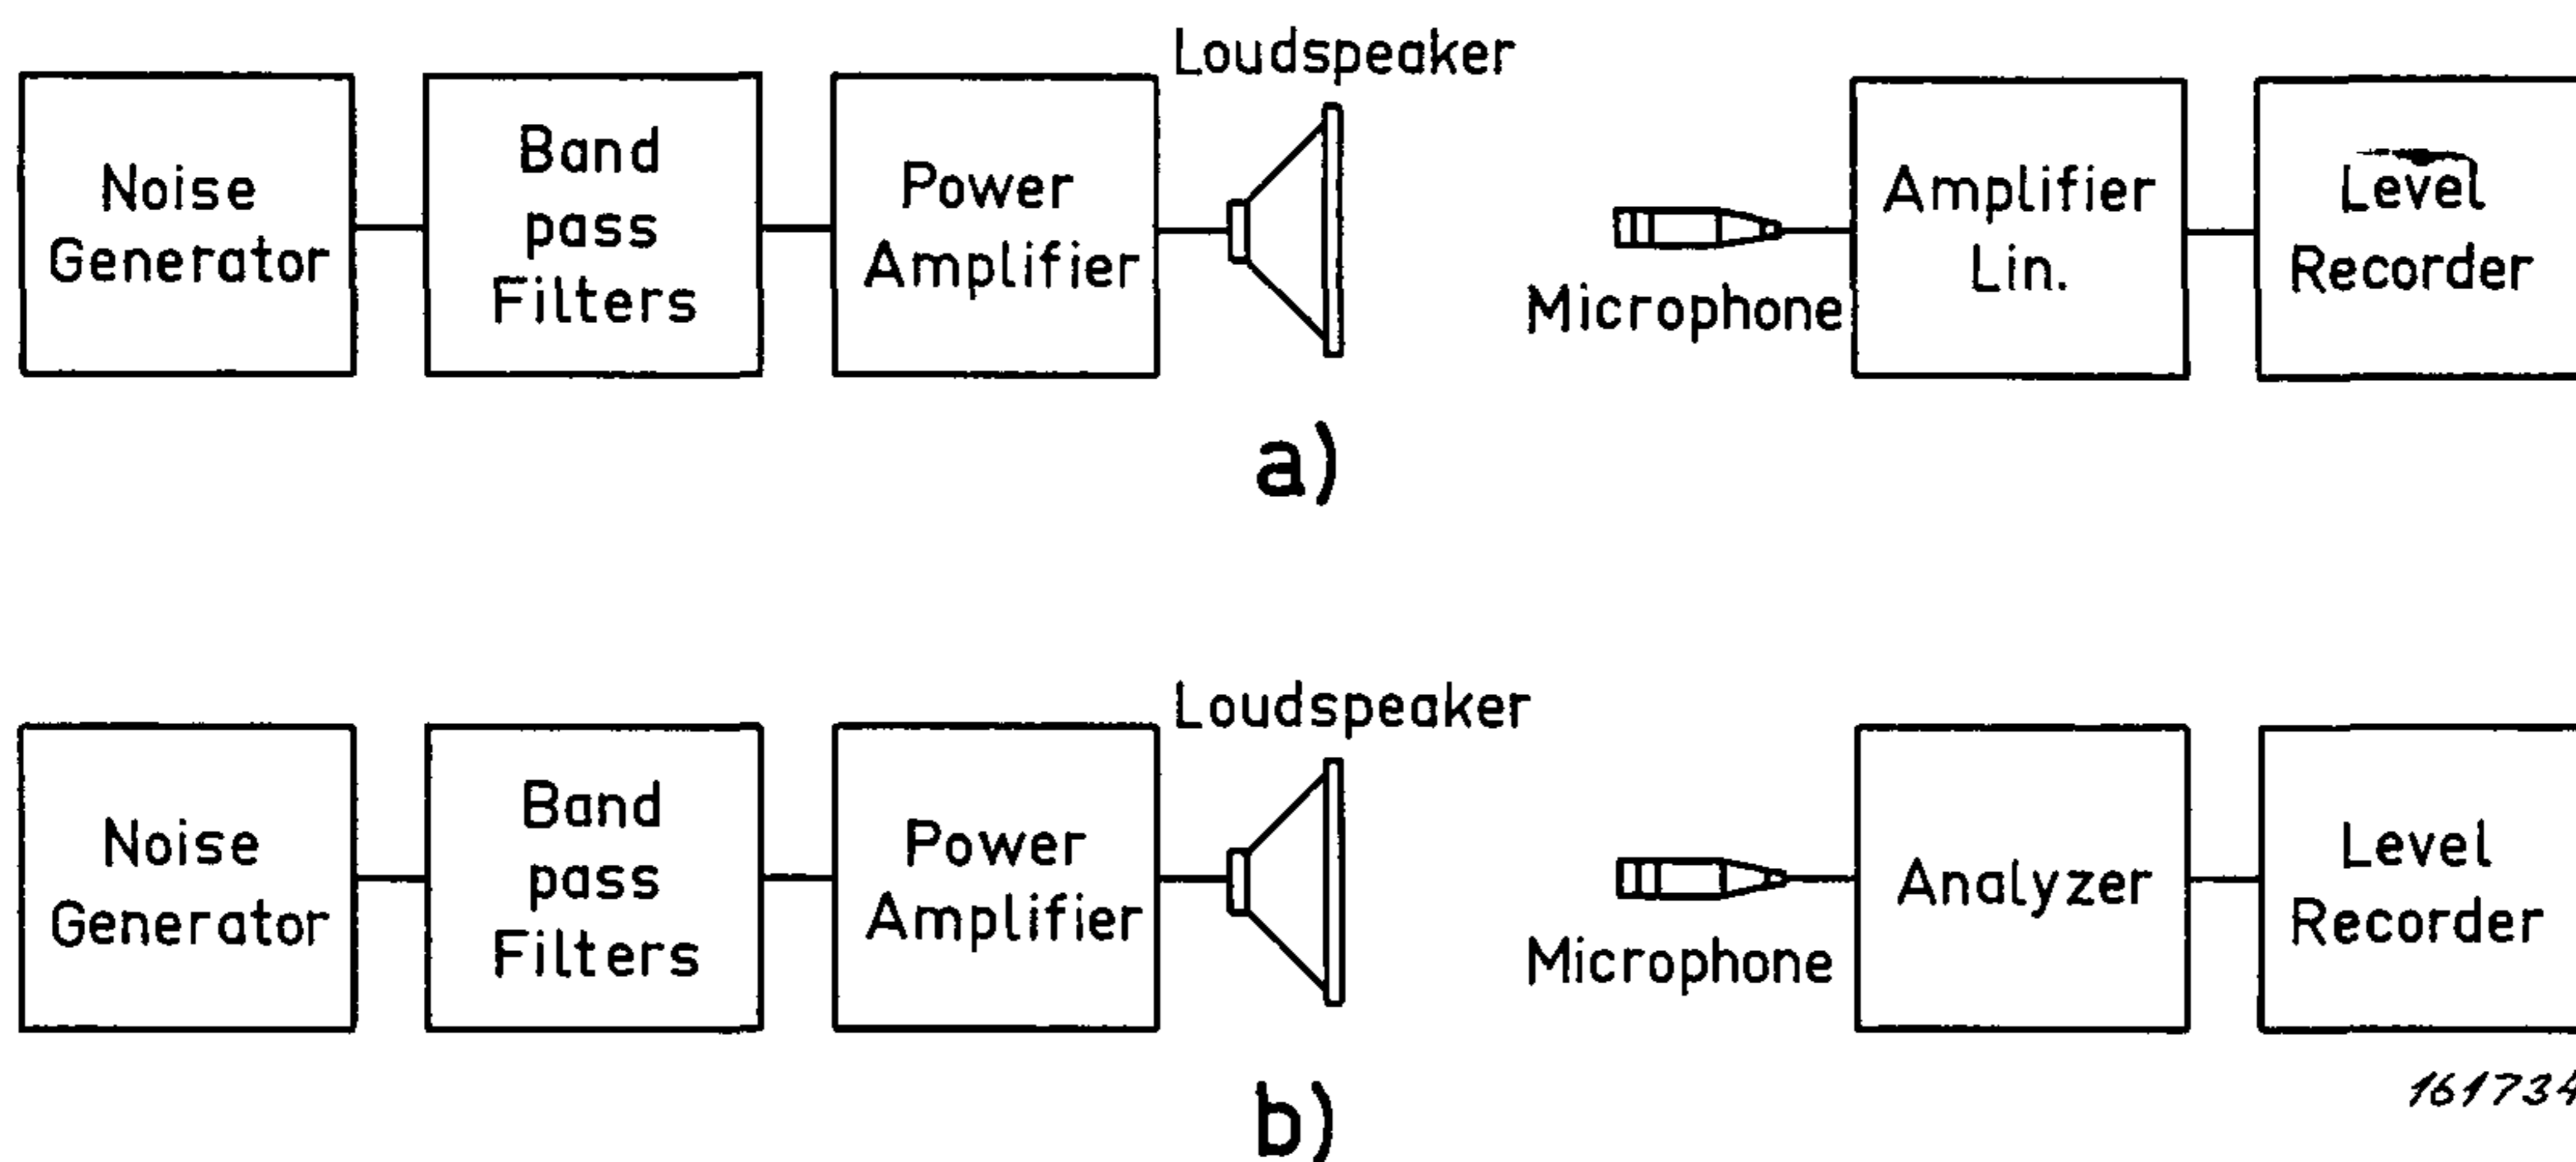 Loudspeaker
Noise
Generator
Band
pass
Filters
Power
Amplifier
Microphone
Amplifier
Lin.
Level
Recorder
a)
Loudspeaker
Noise
Generator
Band
pass
Filters
Power
Amplifier
Microphone
Analyzer
Level
Recorder
161734
b)